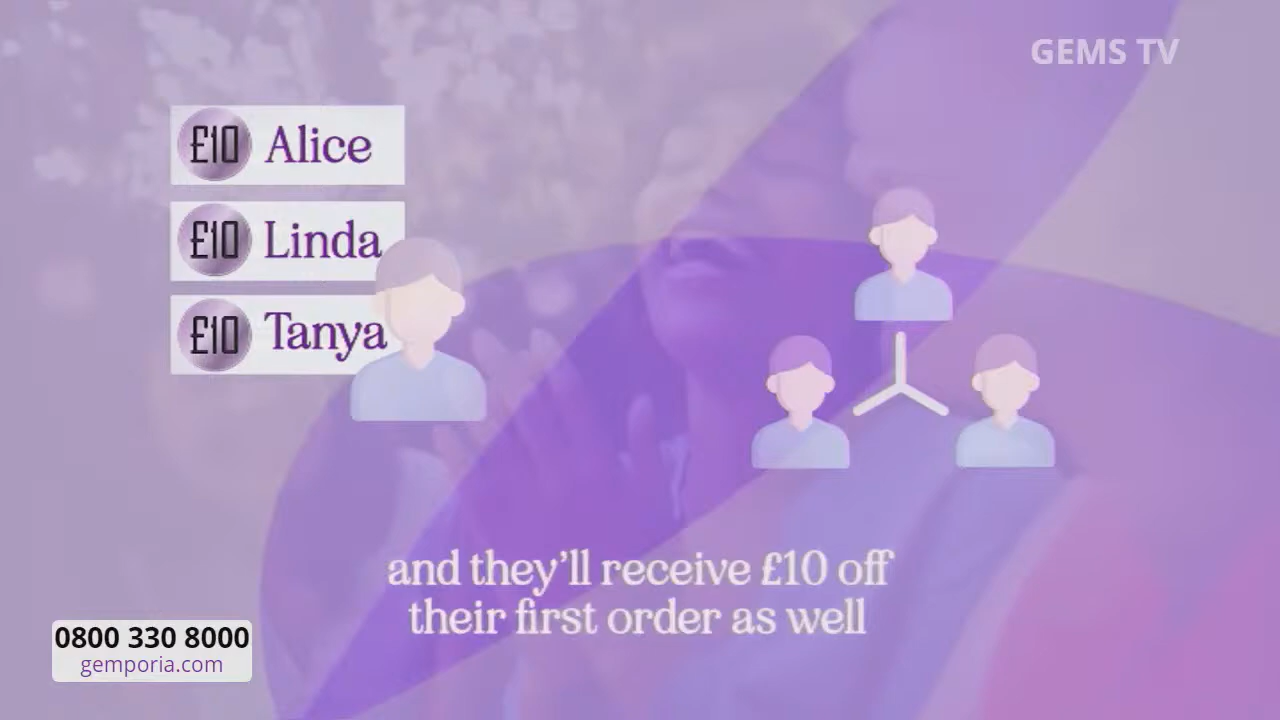 GEMS TV
£10 Alice
£10 Linda
£10 Tanya
and they'll receive £10 off
their first order as well
0800 330 8000
gemporia.com